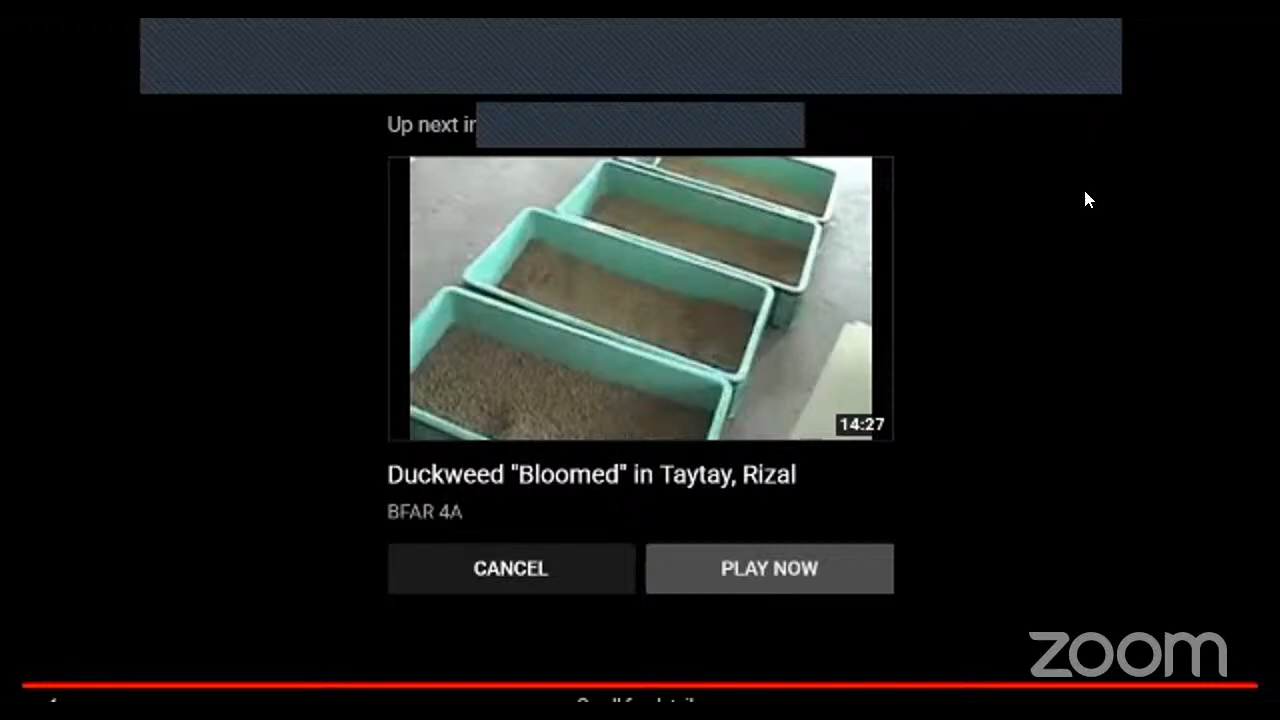 Up next in
14:27
Duckweed "Bloomed" in Taytay, Rizal
BFAR 4A
CANCEL
PLAY NOW
zoom